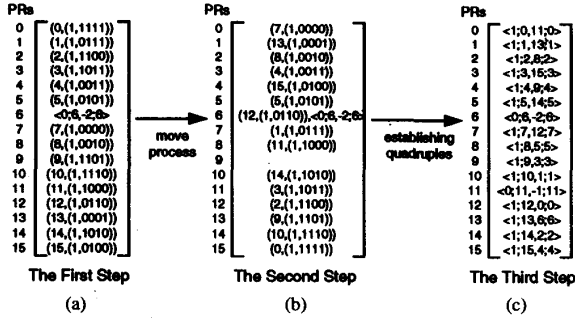 PRs PRs PRs
0 (0,(1,1111)) 0 (7,(1,0000)) 0 <1;0,11;0>
1 (1,(1,0111)) 1 (13,(1,0001)) 1 <1;1,13;1>
2 (2,(1,1100)) 2 (8,(1,0010)) 2 <1;2,8;2>
3 (3,(1,1011)) 3 (4,(1,0011)) 3 <1;3,15;3>
4 (4,(1,0011)) 4 (15,(1,0100)) 4 <1;4,9;4>
5 (5,(1,0101)) 5 (5,(1,0101)) 5 <1;5,14;5>
6 <0;6,-2;6> 6 (12,(1,0110)),<0;6,-2;6> 6 <0;6,-2;6>
7 (7,(1,0000)) 7 (1,(1,0111)) 7 <1;7,12;7>
8 (8,(1,0010)) 8 (11,(1,1000)) 8 <1;8,5;5>
9 (9,(1,1101)) 9 9 <1;9,3;3>
10 (10,(1,1110)) 10 (14,(1,1010)) 10 <1;10,1;1>
11 (11,(1,1000)) 11 (3,(1,1011)) 11 <0;11,-1;11>
12 (12,(1,0110)) 12 (2,(1,1100)) 12 <1;12,0;0>
13 (13,(1,0001)) 13 (9,(1,1101)) 13 <1;13,6;6>
14 (14,(1,1010)) 14 (10,(1,1110)) 14 <1;14,2;2>
15 (15,(1,0100)) 15 (0,(1,1111)) 15 <1;15,4;4>
move
process
establishing
quadruples
The First Step The Second Step The Third Step
(a) (b) (c)